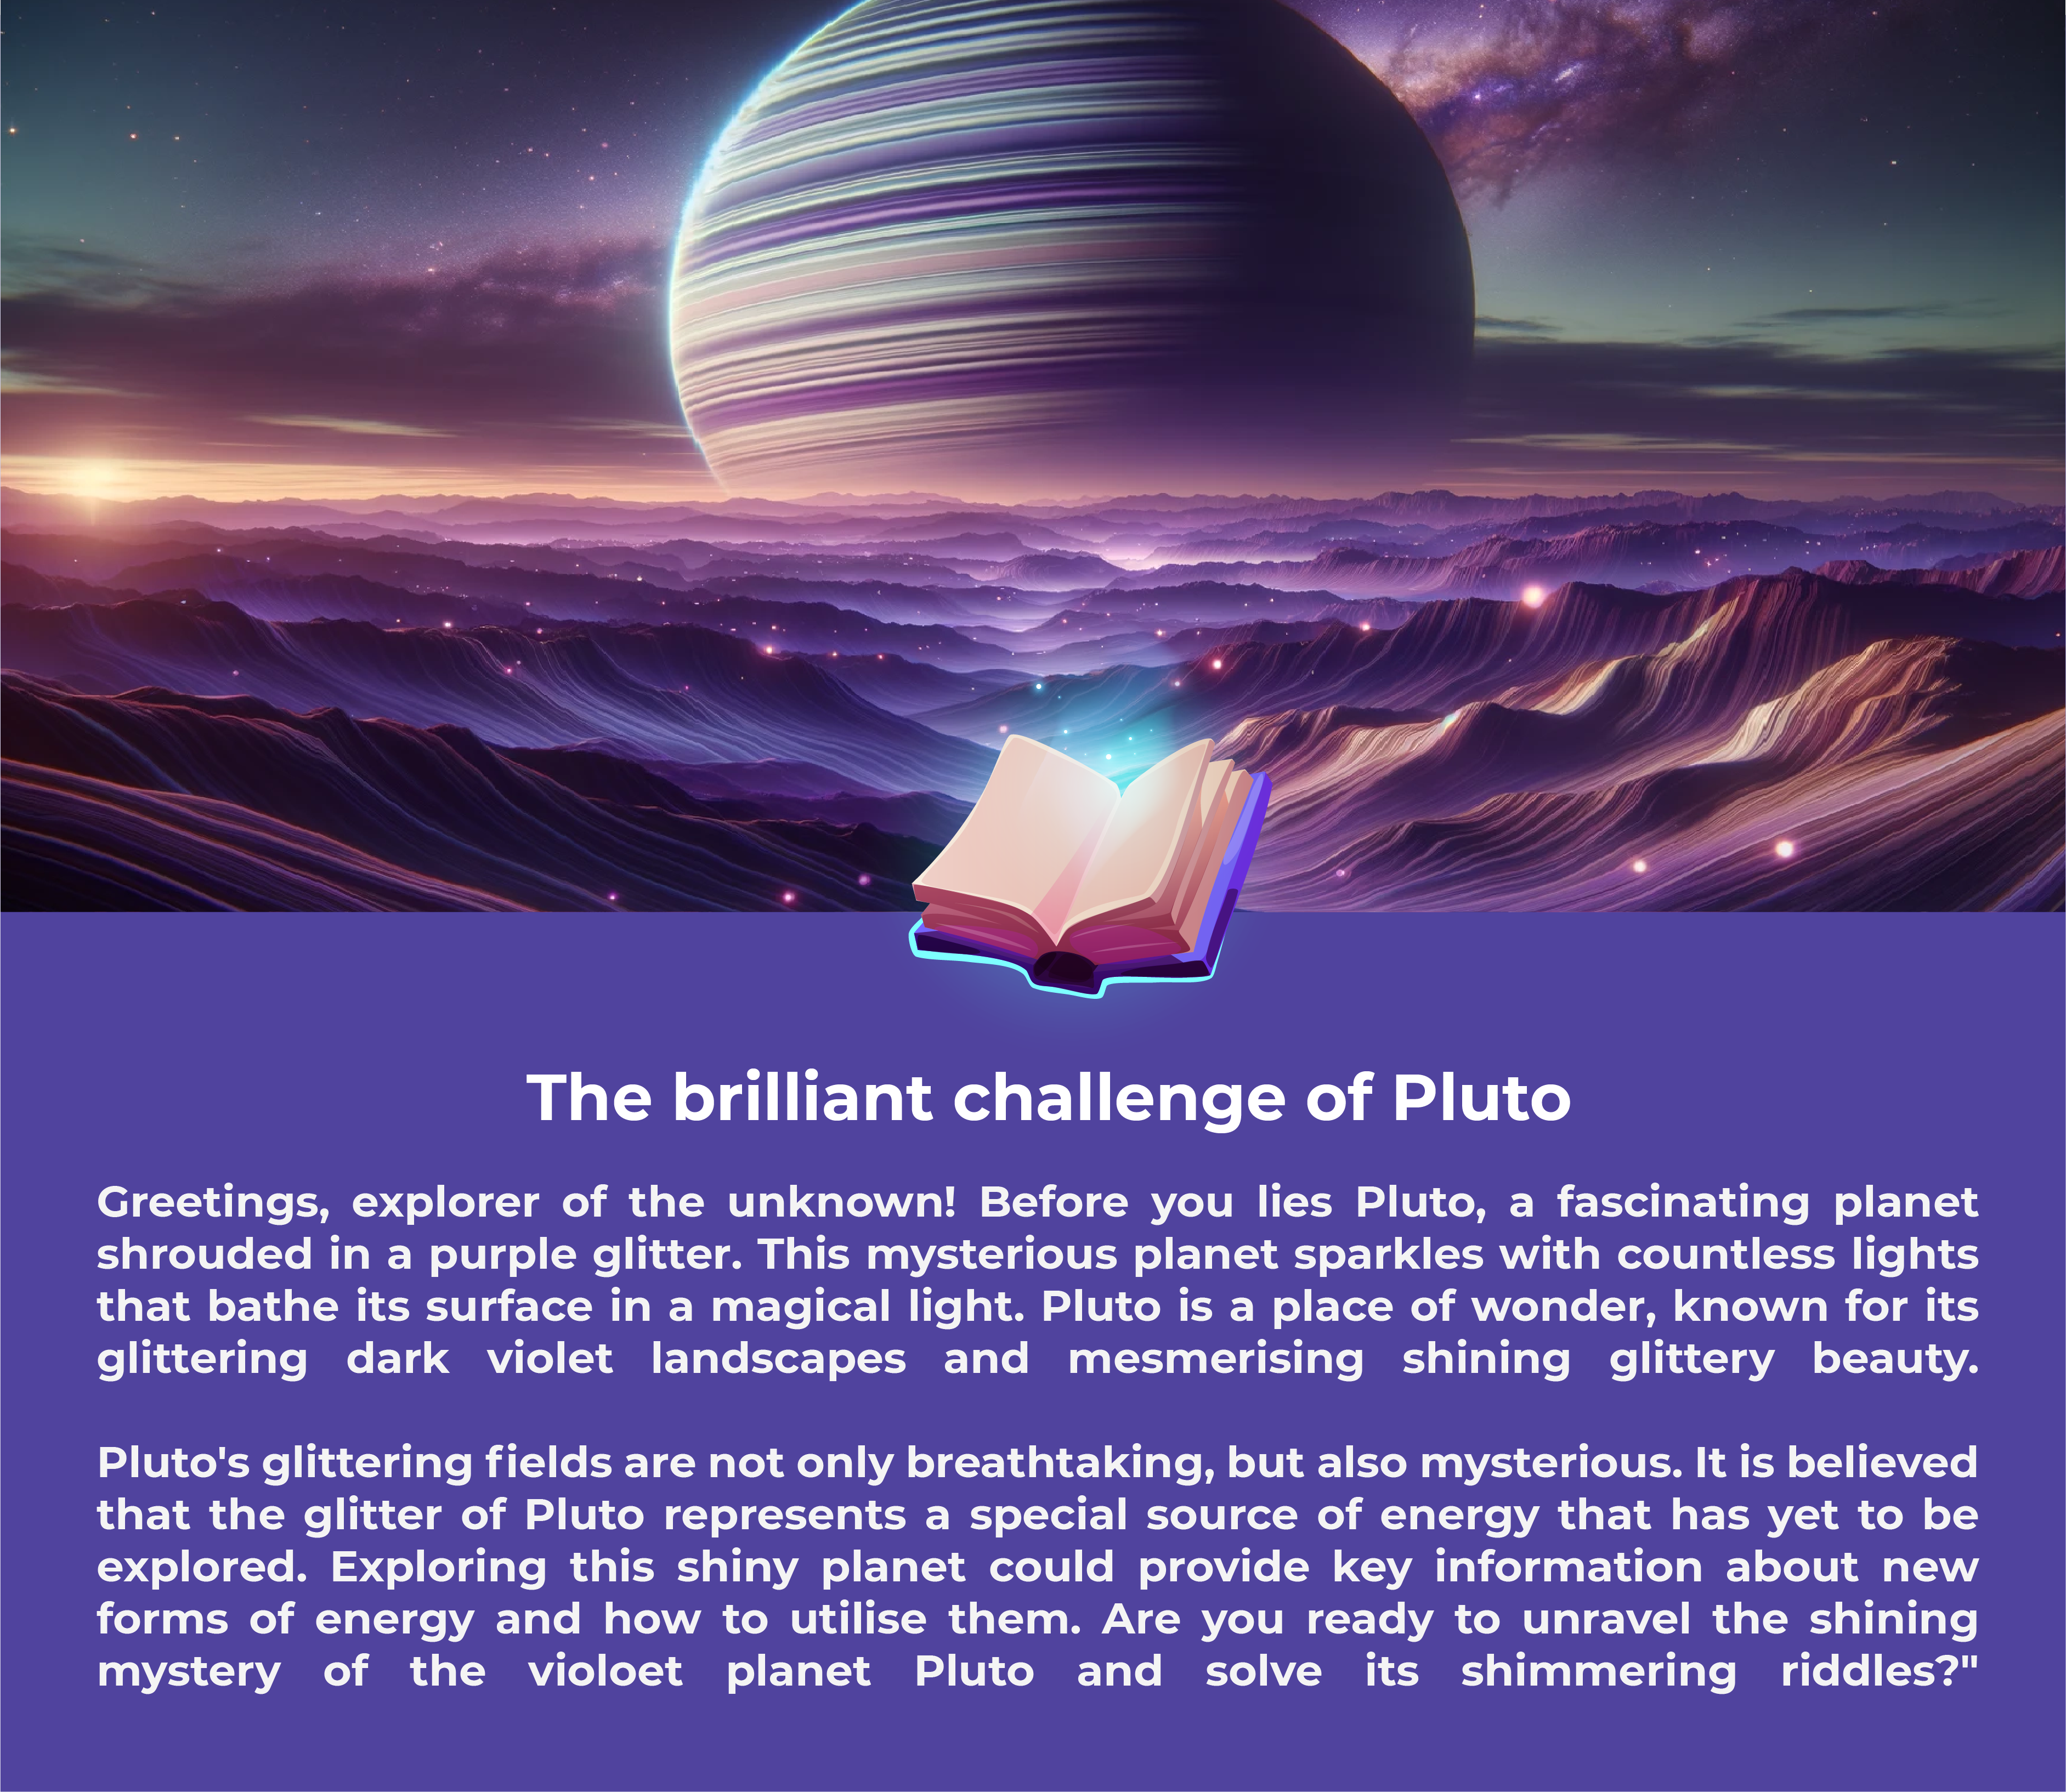 The brilliant challenge of Pluto
Greetings, explorer of the unknown! Before you lies Pluto, a fascinating planet
shrouded in a purple glitter. This mysterious planet sparkles with countless lights
that bathe its surface in a magical light. Pluto is a place of wonder, known for its
glittering dark violet landscapes and mesmerising shining glittery beauty.
Pluto's glittering fields are not only breathtaking, but also mysterious. It is believed
that the glitter of Pluto represents a special source of energy that has yet to be
explored. Exploring this shiny planet could provide key information about new
forms of energy and how to utilise them. Are you ready to unravel the shining
mystery of the violoet planet Pluto and solve its shimmering riddles?"